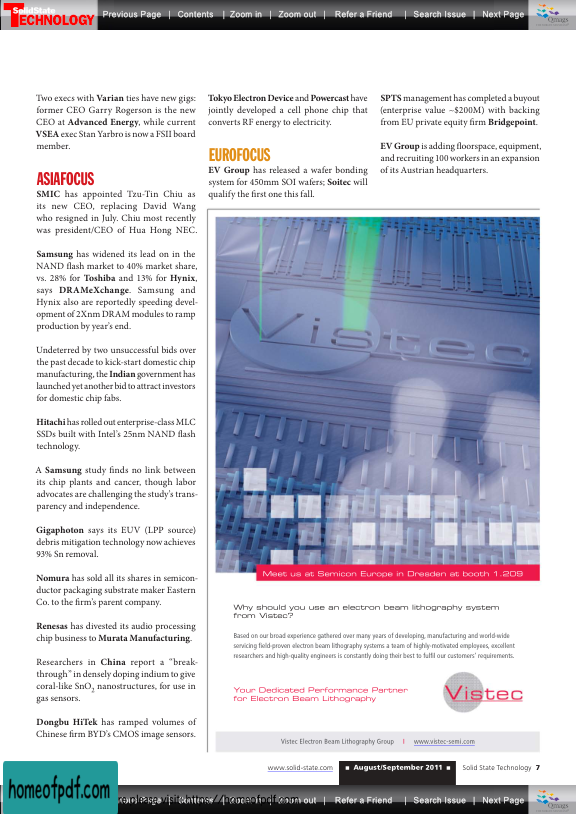 SolidState
TECHNOLOGY
Previous Page | Contents | Zoom in | Zoom out | Refer a Friend | Search Issue | Next Page
Qmags
Two execs with Varian ties have new gigs:
former CEO Garry Rogerson is the new
CEO at Advanced Energy, while current
VSEA exec Stan Yarbro is now a FSII board
member.
ASIAFOCUS
SMIC has appointed Tzu-Tin Chiu as
its new CEO, replacing David Wang
who resigned in July. Chiu most recently
was president/CEO of Hua Hong NEC.
Samsung has widened its lead on in the
NAND flash market to 40% market share,
vs. 28% for Toshiba and 13% for Hynix,
says DRAMeXchange. Samsung and
Hynix also are reportedly speeding devel-
opment of 2Xnm DRAM modules to ramp
production by year's end.
Undeterred by two unsuccessful bids over
the past decade to kick-start domestic chip
manufacturing, the Indian government has
launched yet another bid to attract investors
for domestic chip fabs.
Hitachi has rolled out enterprise-class MLC
SSDs built with Intel's 25nm NAND flash
technology.
A Samsung study finds no link between
its chip plants and cancer, though labor
advocates are challenging the study's trans-
parency and independence.
Gigaphoton says its EUV (LPP source)
debris mitigation technology now achieves
93% Sn removal.
Nomura has sold all its shares in semicon-
ductor packaging substrate maker Eastern
Co. to the firm's parent company.
Renesas has divested its audio processing
chip business to Murata Manufacturing.
Researchers in China report a "break-
through" in densely doping indium to give
coral-like SnO2 nanostructures, for use in
gas sensors.
Dongbu HiTek has ramped volumes of
Chinese firm BYD's CMOS image sensors.
Tokyo Electron Device and Powercast have
jointly developed a cell phone chip that
converts RF energy to electricity.
EUROFOCUS
EV Group has released a wafer bonding
system for 450mm SOI wafers; Soitec will
qualify the first one this fall.
SPTS management has completed a buyout
(enterprise value ~$200M) with backing
from EU private equity firm Bridgepoint.
EV Group is adding floorspace, equipment,
and recruiting 100 workers in an expansion
of its Austrian headquarters.
Vistec
Meet us at Semicon Europe in Dresden at booth 1.209
Why should you use an electron beam lithography system
from Vistec?
Based on our broad experience gathered over many years of developing, manufacturing and world-wide
servicing field-proven electron beam lithography systems a team of highly-motivated employees, excellent
researchers and high-quality engineers is constantly doing their best to fulfil our customers' requirements.
Your Dedicated Performance Partner
for Electron Beam Lithography
Vistec
Vistec Electron Beam Lithography Group | www.vistec-semi.com
www.solid-state.com ■ August/September 2011 ■ Solid State Technology 7
homeofpdf.com
please visit: https://homeofpdf.com
out | Refer a Friend | Search Issue | Next Page
Qmags